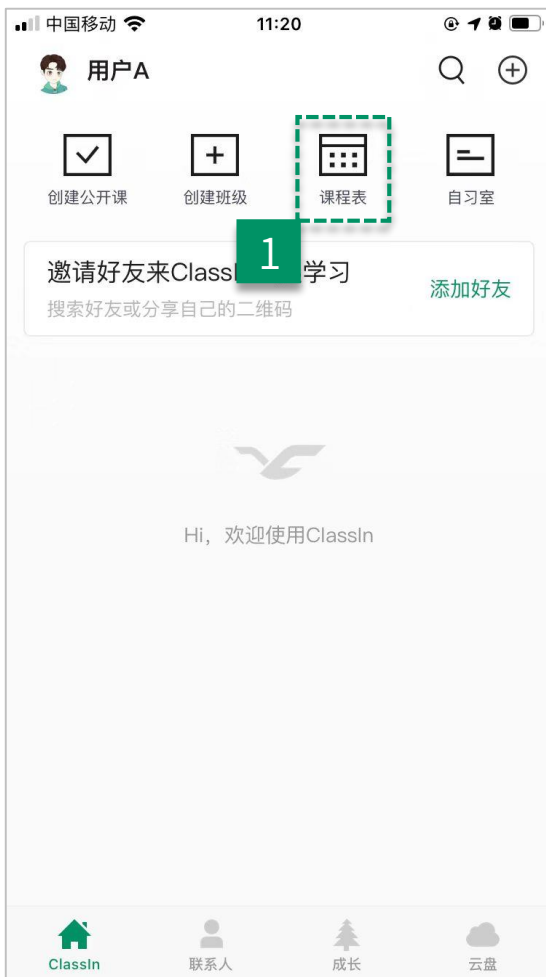 中国移动 11:20
用户A
创建公开课 创建班级 课程表 自习室
1
邀请好友来Class 学习
添加好友
搜索好友或分享自己的二维码
Hi，欢迎使用ClassIn
ClassIn 联系人 成长 云盘